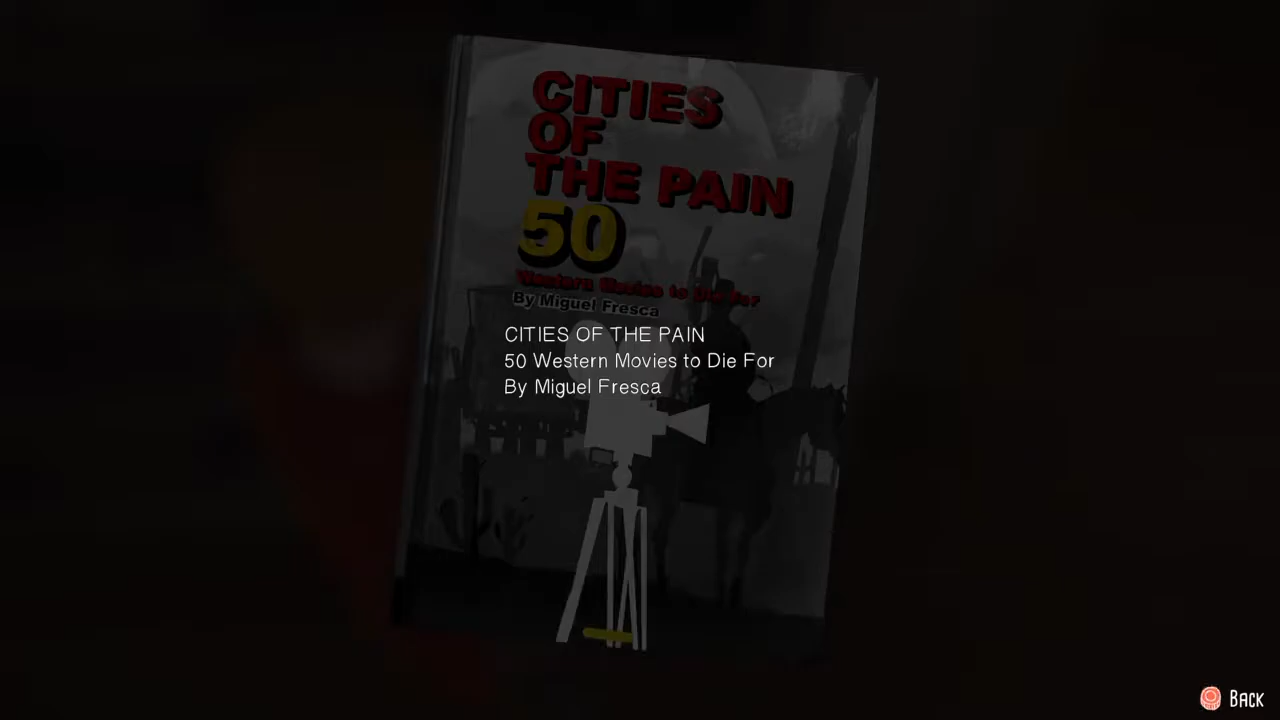 CITIES
OF
THE PAIN
50
Western Movies to Die For
By Miguel Fresca
CITIES OF THE PAIN
50 Western Movies to Die For
By Miguel Fresca
BACK